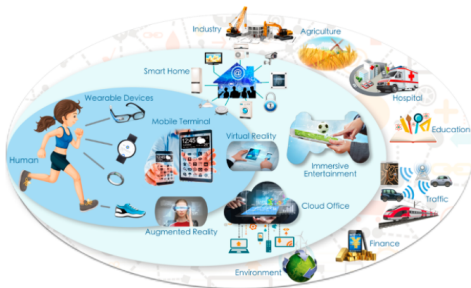 Industry
Agriculture
Smart Home
Hospital
Wearable Devices
Mobile Terminal
Education
Virtual Reality
Human
Immersive
Entertainment
Cloud Office
Traffic
Augmented Reality
Finance
Environment